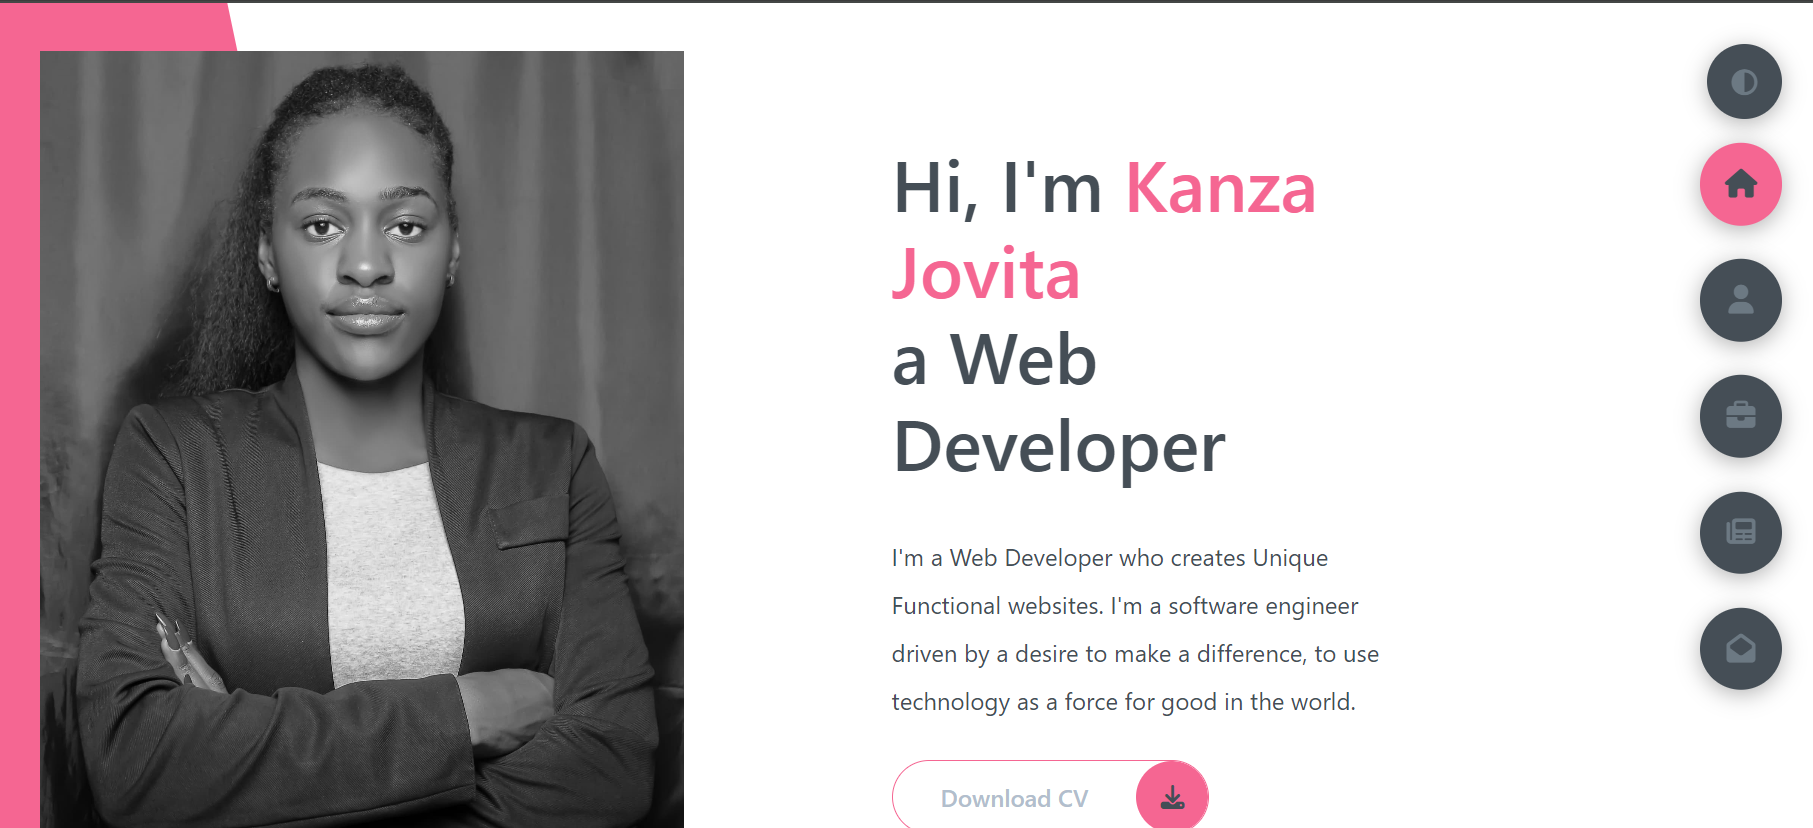 Hi, I'm Kanza
Jovita
a Web
Developer
I'm a Web Developer who creates Unique
Functional websites. I'm a software engineer
driven by a desire to make a difference, to use
technology as a force for good in the world.
Download CV